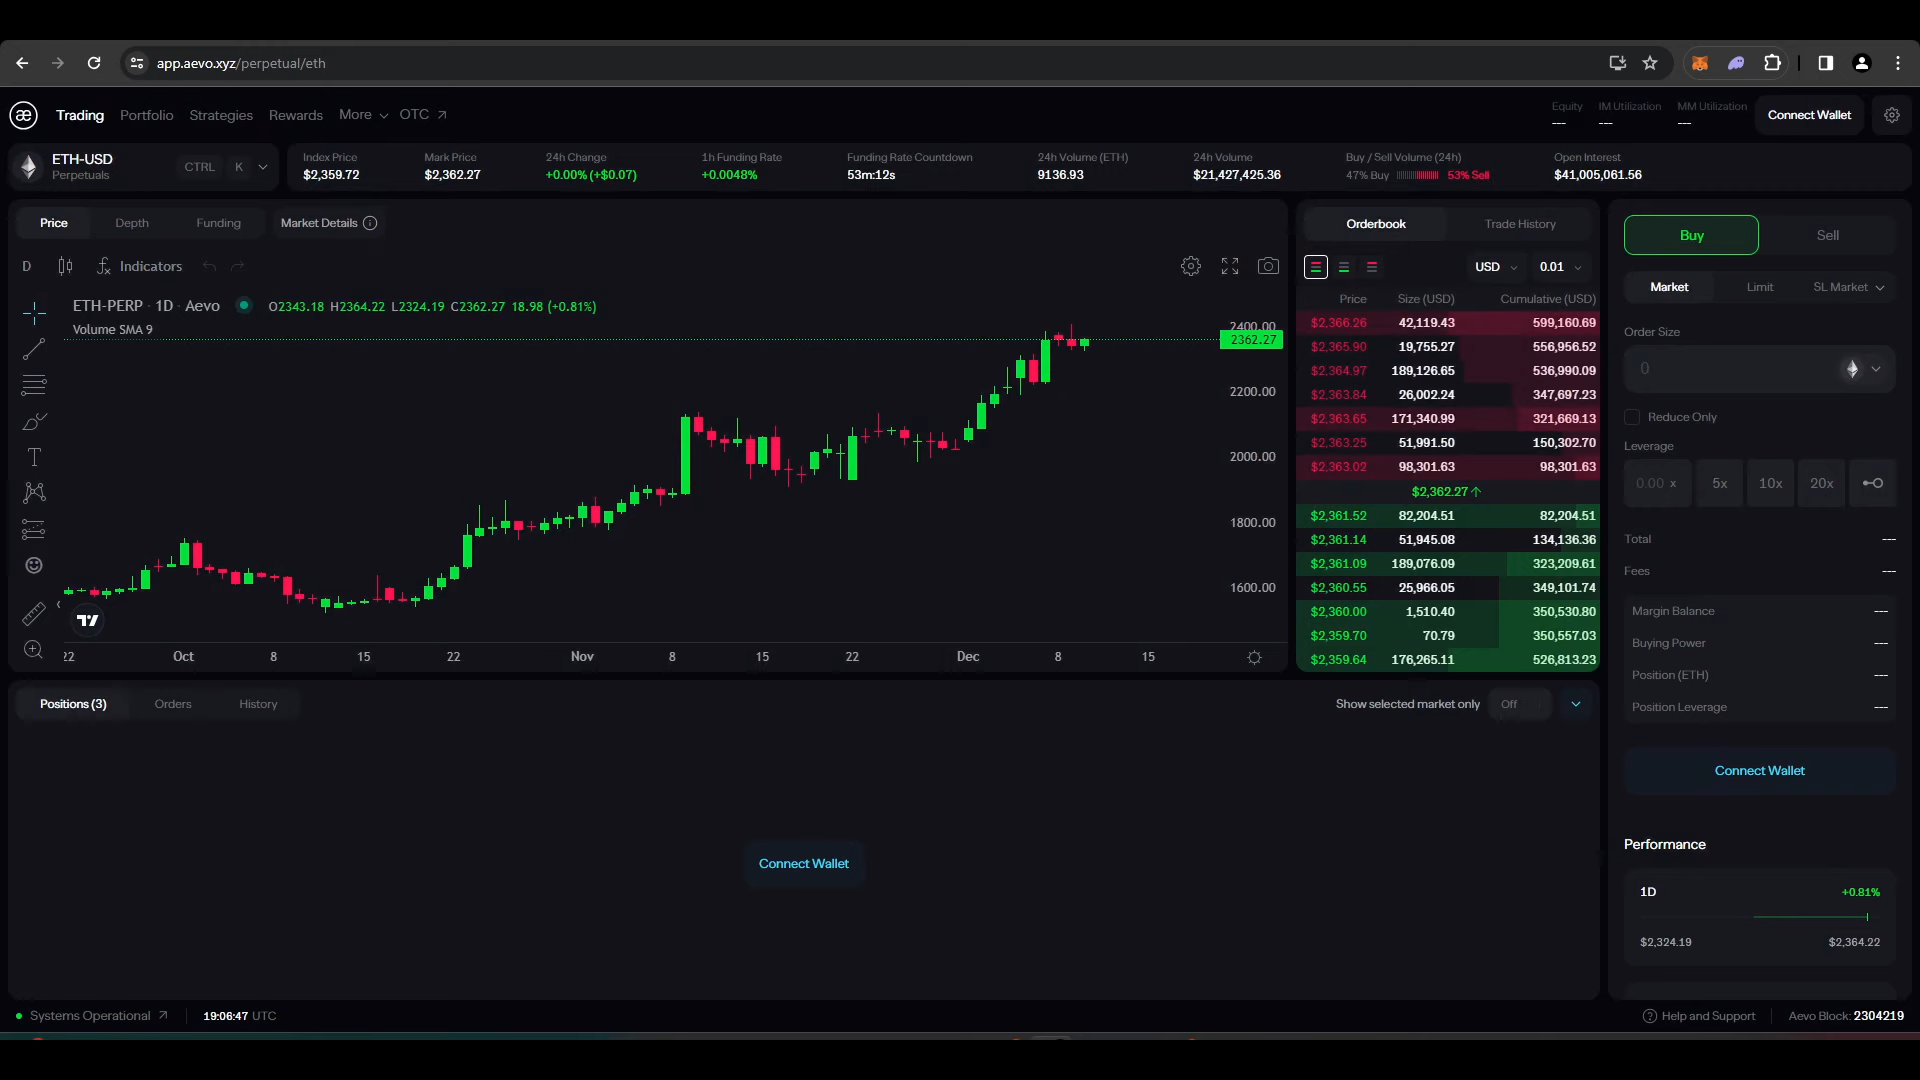 app.aevo.xyz/perpetual/eth
æ Trading Portfolio Strategies Rewards More OTC
Equity IM Utilization MM Utilization Connect Wallet
--- --- ---
ETH-USD
Perpetuals
CTRL K
Index Price Mark Price 24h Change 1h Funding Rate Funding Rate Countdown 24h Volume (ETH) 24h Volume Buy / Sell Volume (24h) Open Interest
$2,359.72 $2,362.27 +0.00% (+$0.07) +0.0048% 53m:12s 9136.93 $21,427,425.36 47% Buy 53% Sell $41,005,061.56
Price Depth Funding Market Details
D Indicators
ETH-PERP · 1D · Aevo O2343.18 H2364.22 L2324.19 C2362.27 18.98 (+0.81%)
Volume SMA 9
2400.00
2362.27
2200.00
2000.00
1800.00
1600.00
22 Oct 8 15 22 Nov 8 15 22 Dec 8 15
Orderbook Trade History
USD 0.01
Price Size (USD) Cumulative (USD)
$2,366.26 42,119.43 599,160.69
$2,365.90 19,755.27 556,956.52
$2,364.97 189,126.65 536,990.09
$2,363.84 26,002.24 347,697.23
$2,363.65 171,340.99 321,669.13
$2,363.25 51,991.50 150,302.70
$2,363.02 98,301.63 98,301.63
$2,362.27
$2,361.52 82,204.51 82,204.51
$2,361.14 51,945.08 134,136.36
$2,361.09 189,076.09 323,209.61
$2,360.55 25,966.05 349,101.74
$2,360.00 1,510.40 350,530.80
$2,359.70 70.79 350,557.03
$2,359.64 176,265.11 526,813.23
Buy Sell
Market Limit SL Market
Order Size
0
Reduce Only
Leverage
0.00 x 5x 10x 20x
Total ---
Fees ---
Margin Balance ---
Buying Power ---
Position (ETH) ---
Position Leverage ---
Connect Wallet
Performance
1D +0.81%
$2,324.19 $2,364.22
Positions (3) Orders History
Show selected market only Off
Connect Wallet
Systems Operational 19:06:47 UTC
Help and Support Aevo Block: 2304219